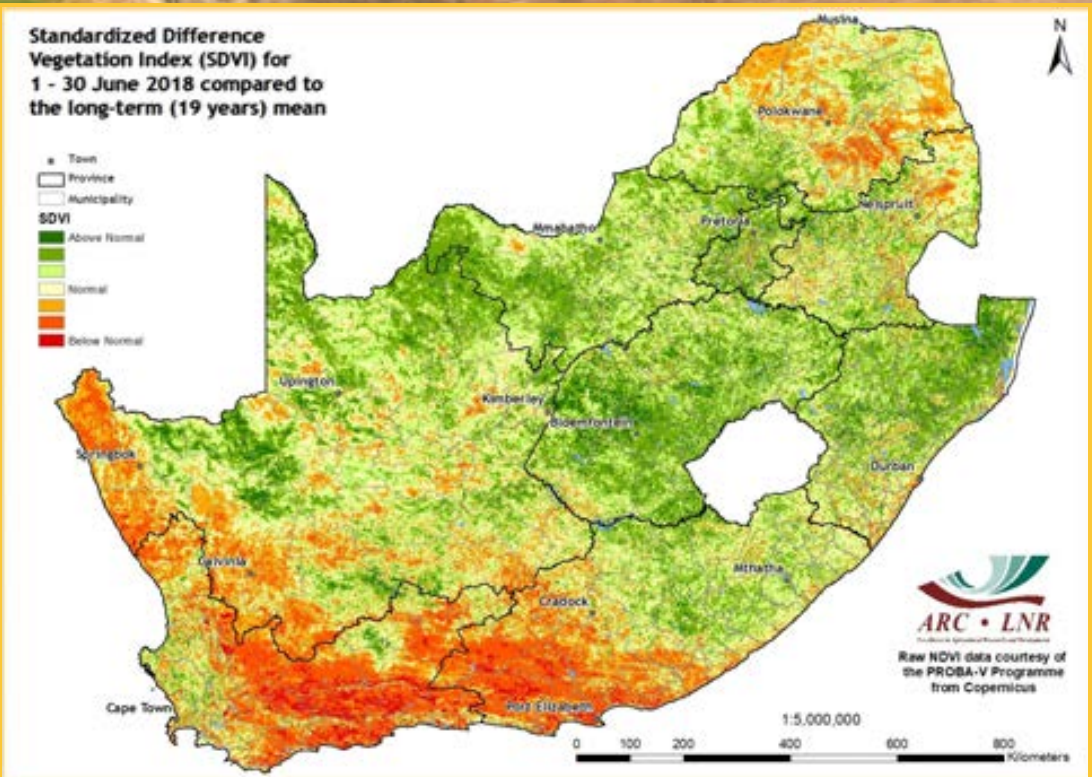 Standardized Difference
Vegetation Index (SDVI) for
1 - 30 June 2018 compared to
the long-term (19 years) mean
N
Town
Province
Municipality
SDVI
Above Normal
Normal
Below Normal
Musina
Polokwane
Nelspruit
Pretoria
Mmabatho
Upington
Kimberley
Bloemfontein
Springbok
Durban
Calvinia
Mthatha
Cradock
Cape Town
Port Elizabeth
ARC • LNR
Raw NDVI data courtesy of
the PROBA-V Programme
from Copernicus
1:5,000,000
0 100 200 400 600 800
Kilometers